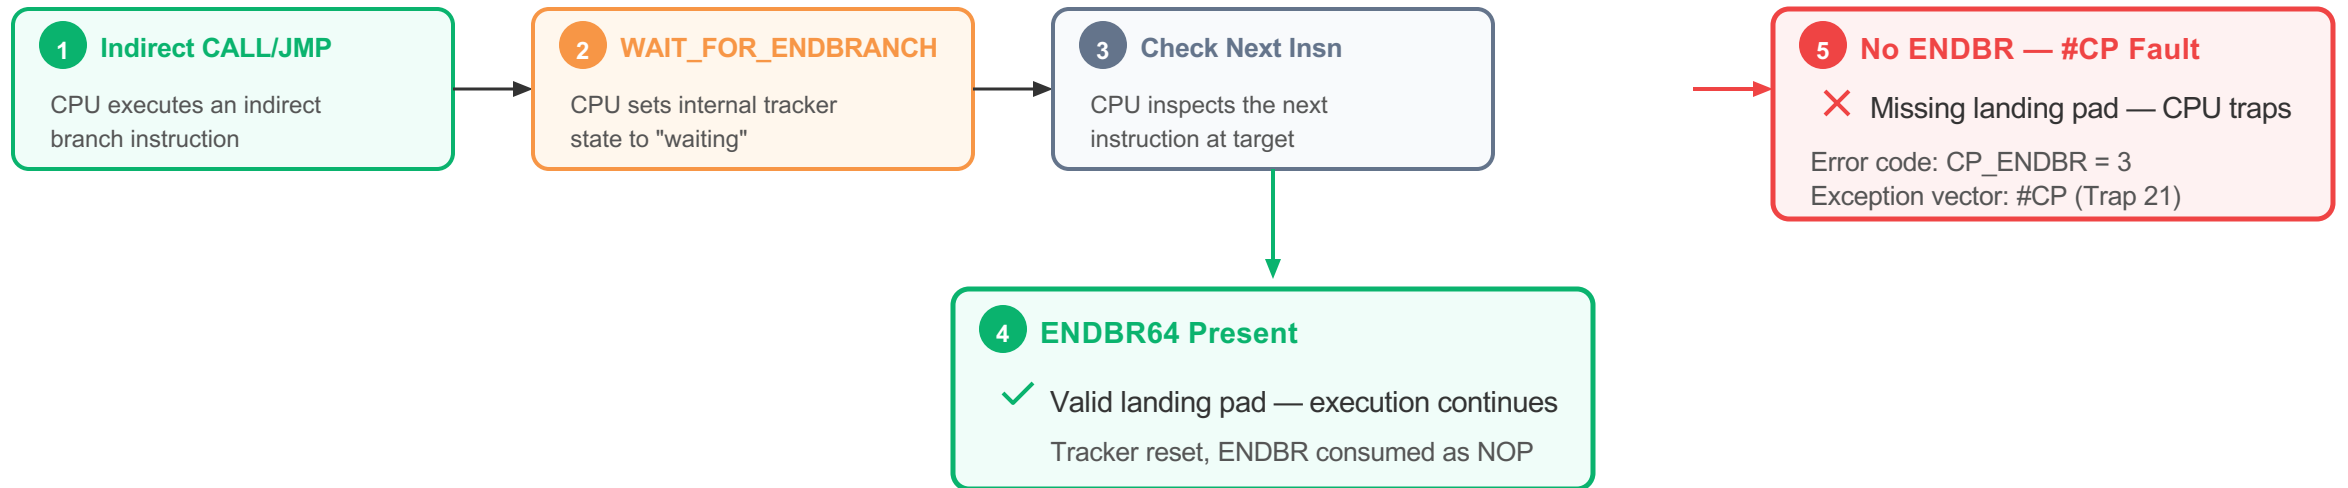 1 Indirect CALL/JMP
CPU executes an indirect
branch instruction
2 WAIT_FOR_ENDBRANCH
CPU sets internal tracker
state to "waiting"
3 Check Next Insn
CPU inspects the next
instruction at target
4 ENDBR64 Present
Valid landing pad — execution continues
Tracker reset, ENDBR consumed as NOP
5 No ENDBR — #CP Fault
Missing landing pad — CPU traps
Error code: CP_ENDBR = 3
Exception vector: #CP (Trap 21)